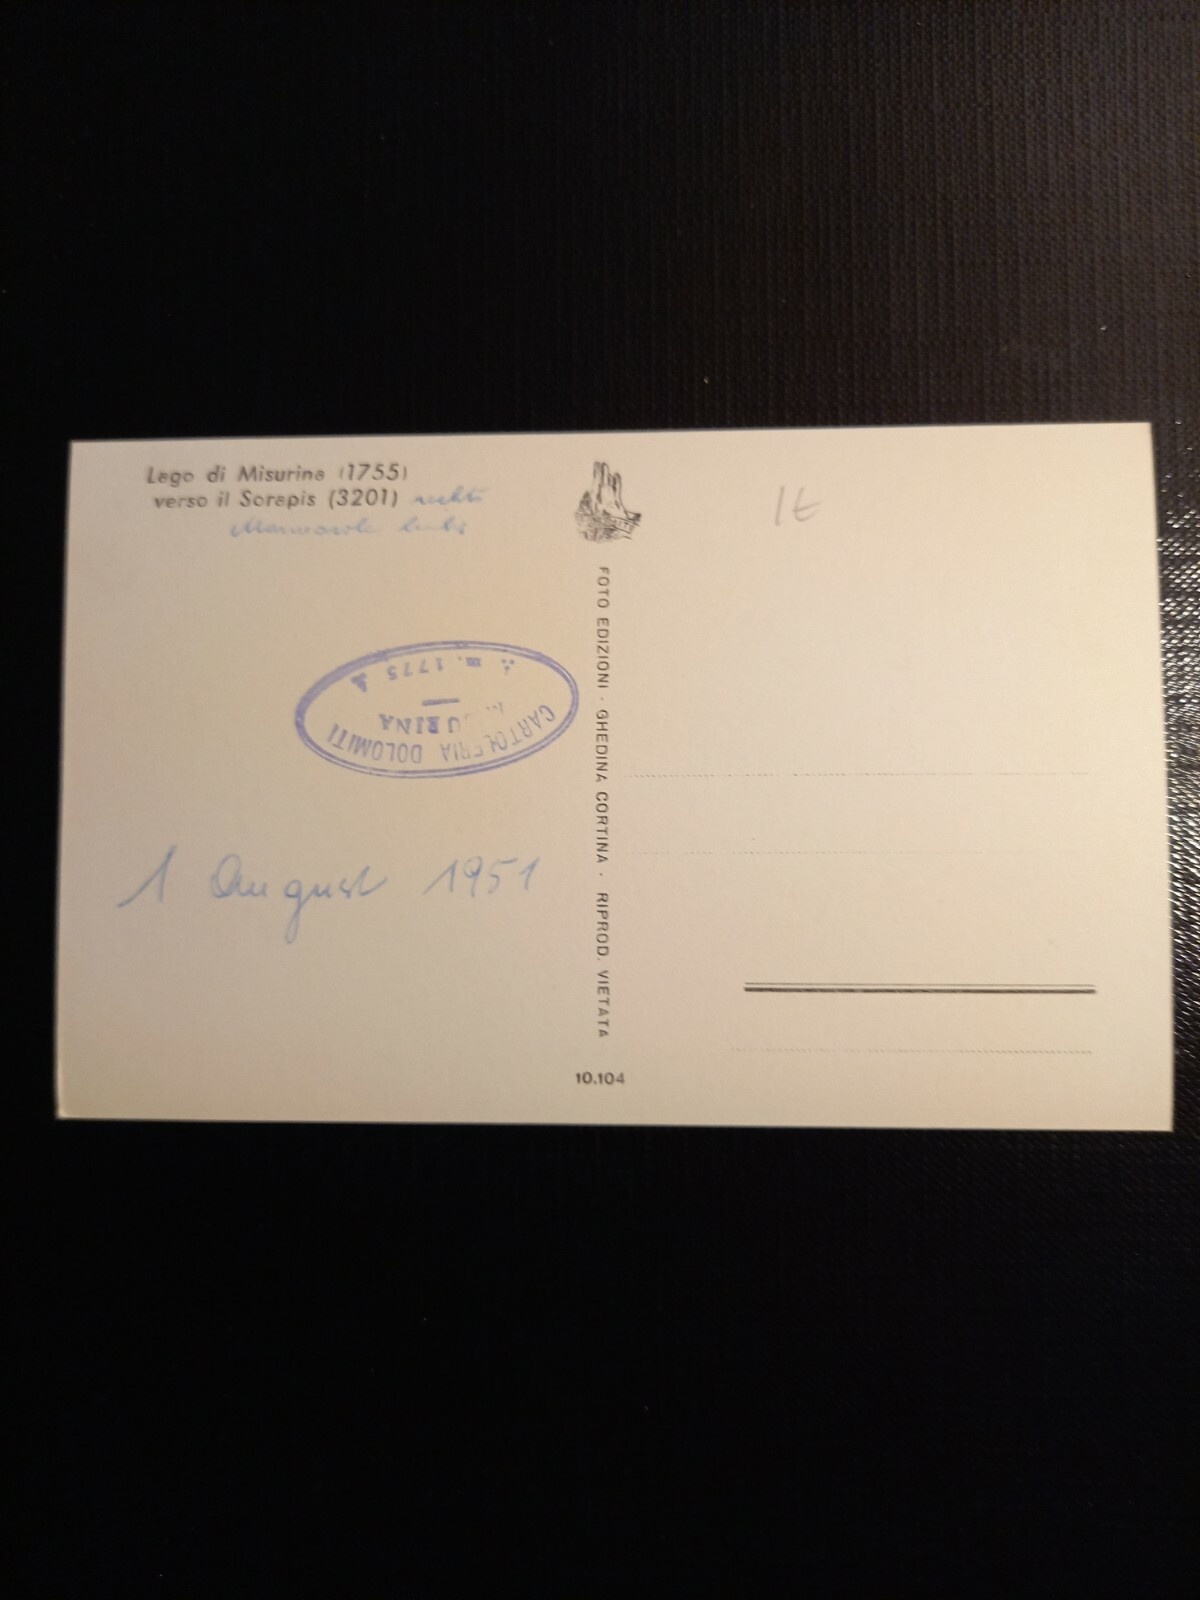 Lago di Misurina (1755)
verso il Sorapis (3201) rechts
Marmarole links
CARTOLERIA DOLOMITI
MISURINA
m. 1775
1 August 1951
FOTO EDIZIONI · GHEDINA CORTINA · RIPROD. VIETATA
10.104